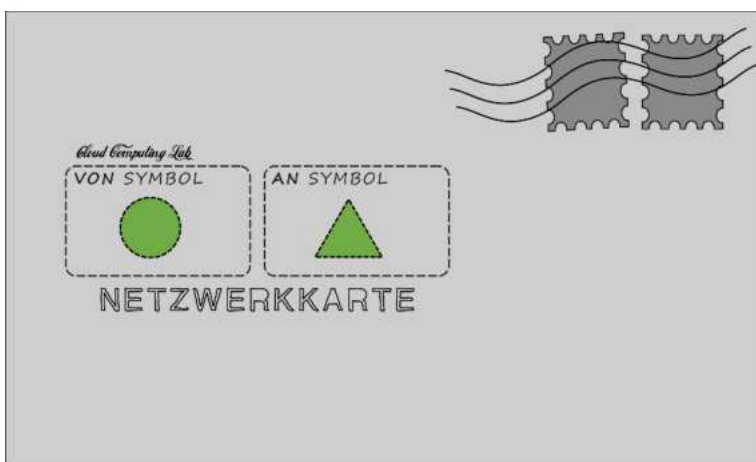 Cloud Computing Lab
VON SYMBOL
AN SYMBOL
NETZWERKKARTE